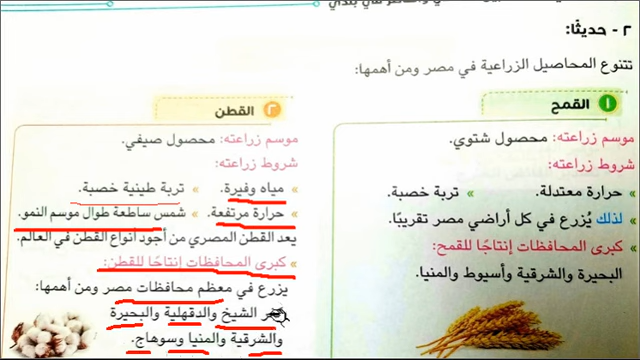 ٢ - حديثًا:
تتنوع المحاصيل الزراعية في مصر ومن أهمها:
١ القمح
موسم زراعته: محصول شتوي.
شروط زراعته:
» حرارة معتدلة. » تربة خصبة.
» لذلك يُزرع في كل أراضي مصر تقريبًا.
» كبرى المحافظات إنتاجًا للقمح:
البحيرة والشرقية وأسيوط والمنيا.
٢ القطن
موسم زراعته: محصول صيفي.
شروط زراعته:
» مياه وفيرة. » تربة طينية خصبة.
» حرارة مرتفعة. » شمس ساطعة طوال موسم النمو.
يعد القطن المصري من أجود أنواع القطن في العالم.
» كبرى المحافظات إنتاجًا للقطن:
يزرع في معظم محافظات مصر ومن أهمها:
الشيخ والدقهلية والبحيرة
والشرقية والمنيا وسوهاج.